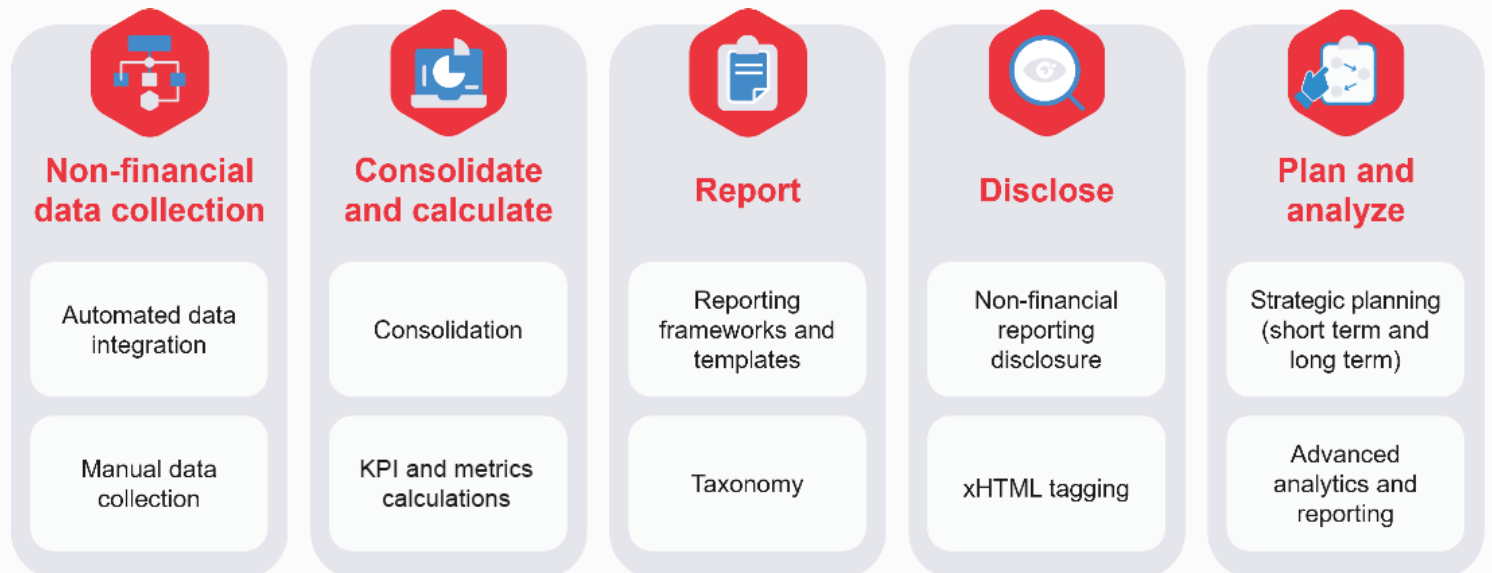 Non-financial
data collection
Automated data
integration
Manual data
collection
Consolidate
and calculate
Consolidation
KPI and metrics
calculations
Report
Reporting
frameworks and
templates
Taxonomy
Disclose
Non-financial
reporting
disclosure
xHTML tagging
Plan and
analyze
Strategic planning
(short term and
long term)
Advanced
analytics and
reporting